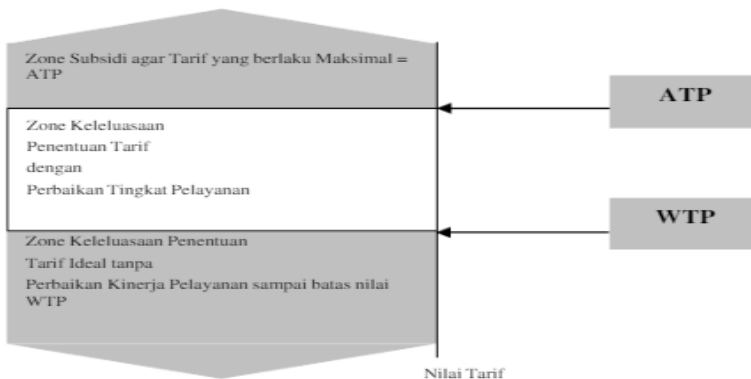 Zone Subsidi agar Tarif yang berlaku Maksimal =
ATP
ATP
Zone Keleluasaan
Penentuan Tarif
dengan
Perbaikan Tingkat Pelayanan
WTP
Zone Keleluasaan Penentuan
Tarif Ideal tanpa
Perbaikan Kinerja Pelayanan sampai batas nilai
WTP
Nilai Tarif